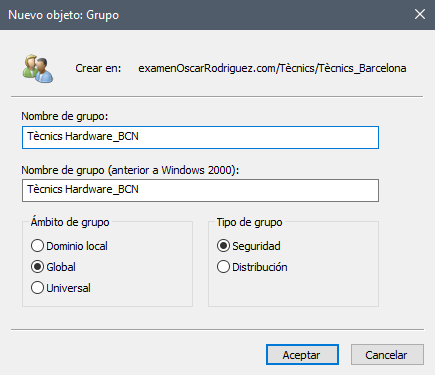 Nuevo objeto: Grupo
Crear en: examenOscarRodriguez.com/Tècnics/Tècnics_Barcelona
Nombre de grupo:
Tècnics Hardware_BCN
Nombre de grupo (anterior a Windows 2000):
Tècnics Hardware_BCN
Ámbito de grupo
Dominio local
Global
Universal
Tipo de grupo
Seguridad
Distribución
Aceptar
Cancelar